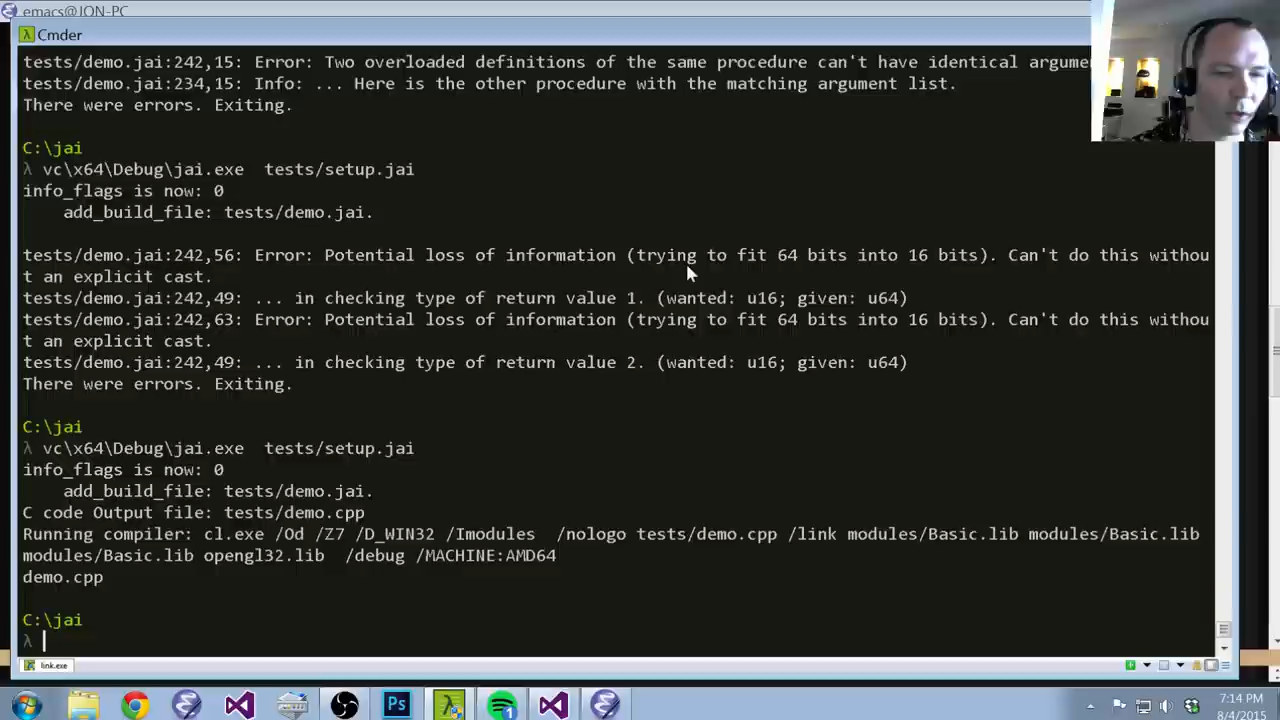 emacs@JON-PC
Cmder
tests/demo.jai:242,15: Error: Two overloaded definitions of the same procedure can't have identical argume
tests/demo.jai:234,15: Info: ... Here is the other procedure with the matching argument list.
There were errors. Exiting.
C:\jai
λ vc\x64\Debug\jai.exe  tests/setup.jai
info_flags is now: 0
    add_build_file: tests/demo.jai.
tests/demo.jai:242,56: Error: Potential loss of information (trying to fit 64 bits into 16 bits). Can't do this withou
t an explicit cast.
tests/demo.jai:242,49: ... in checking type of return value 1. (wanted: u16; given: u64)
tests/demo.jai:242,63: Error: Potential loss of information (trying to fit 64 bits into 16 bits). Can't do this withou
t an explicit cast.
tests/demo.jai:242,49: ... in checking type of return value 2. (wanted: u16; given: u64)
There were errors. Exiting.
C:\jai
λ vc\x64\Debug\jai.exe  tests/setup.jai
info_flags is now: 0
    add_build_file: tests/demo.jai.
C code Output file: tests/demo.cpp
Running compiler: cl.exe /Od /Z7 /D_WIN32 /Imodules  /nologo tests/demo.cpp /link modules/Basic.lib modules/Basic.lib
modules/Basic.lib opengl32.lib  /debug /MACHINE:AMD64
demo.cpp
C:\jai
λ
link.exe
Ps
λ
1
7:14 PM
8/4/2015